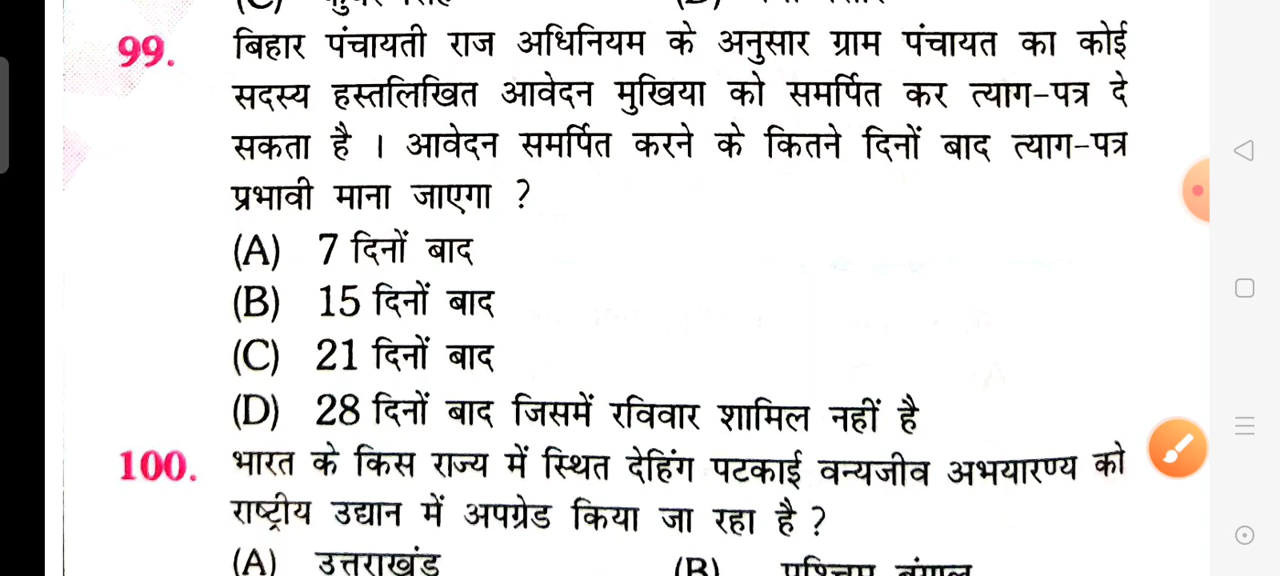 99. बिहार पंचायती राज अधिनियम के अनुसार ग्राम पंचायत का कोई
सदस्य हस्तलिखित आवेदन मुखिया को समर्पित कर त्याग-पत्र दे
सकता है । आवेदन समर्पित करने के कितने दिनों बाद त्याग-पत्र
प्रभावी माना जाएगा ?
(A) 7 दिनों बाद
(B) 15 दिनों बाद
(C) 21 दिनों बाद
(D) 28 दिनों बाद जिसमें रविवार शामिल नहीं है
100. भारत के किस राज्य में स्थित देहिंग पटकाई वन्यजीव अभयारण्य को
राष्ट्रीय उद्यान में अपग्रेड किया जा रहा है ?
(A) उत्तराखंड (B) पश्चिम बंगाल